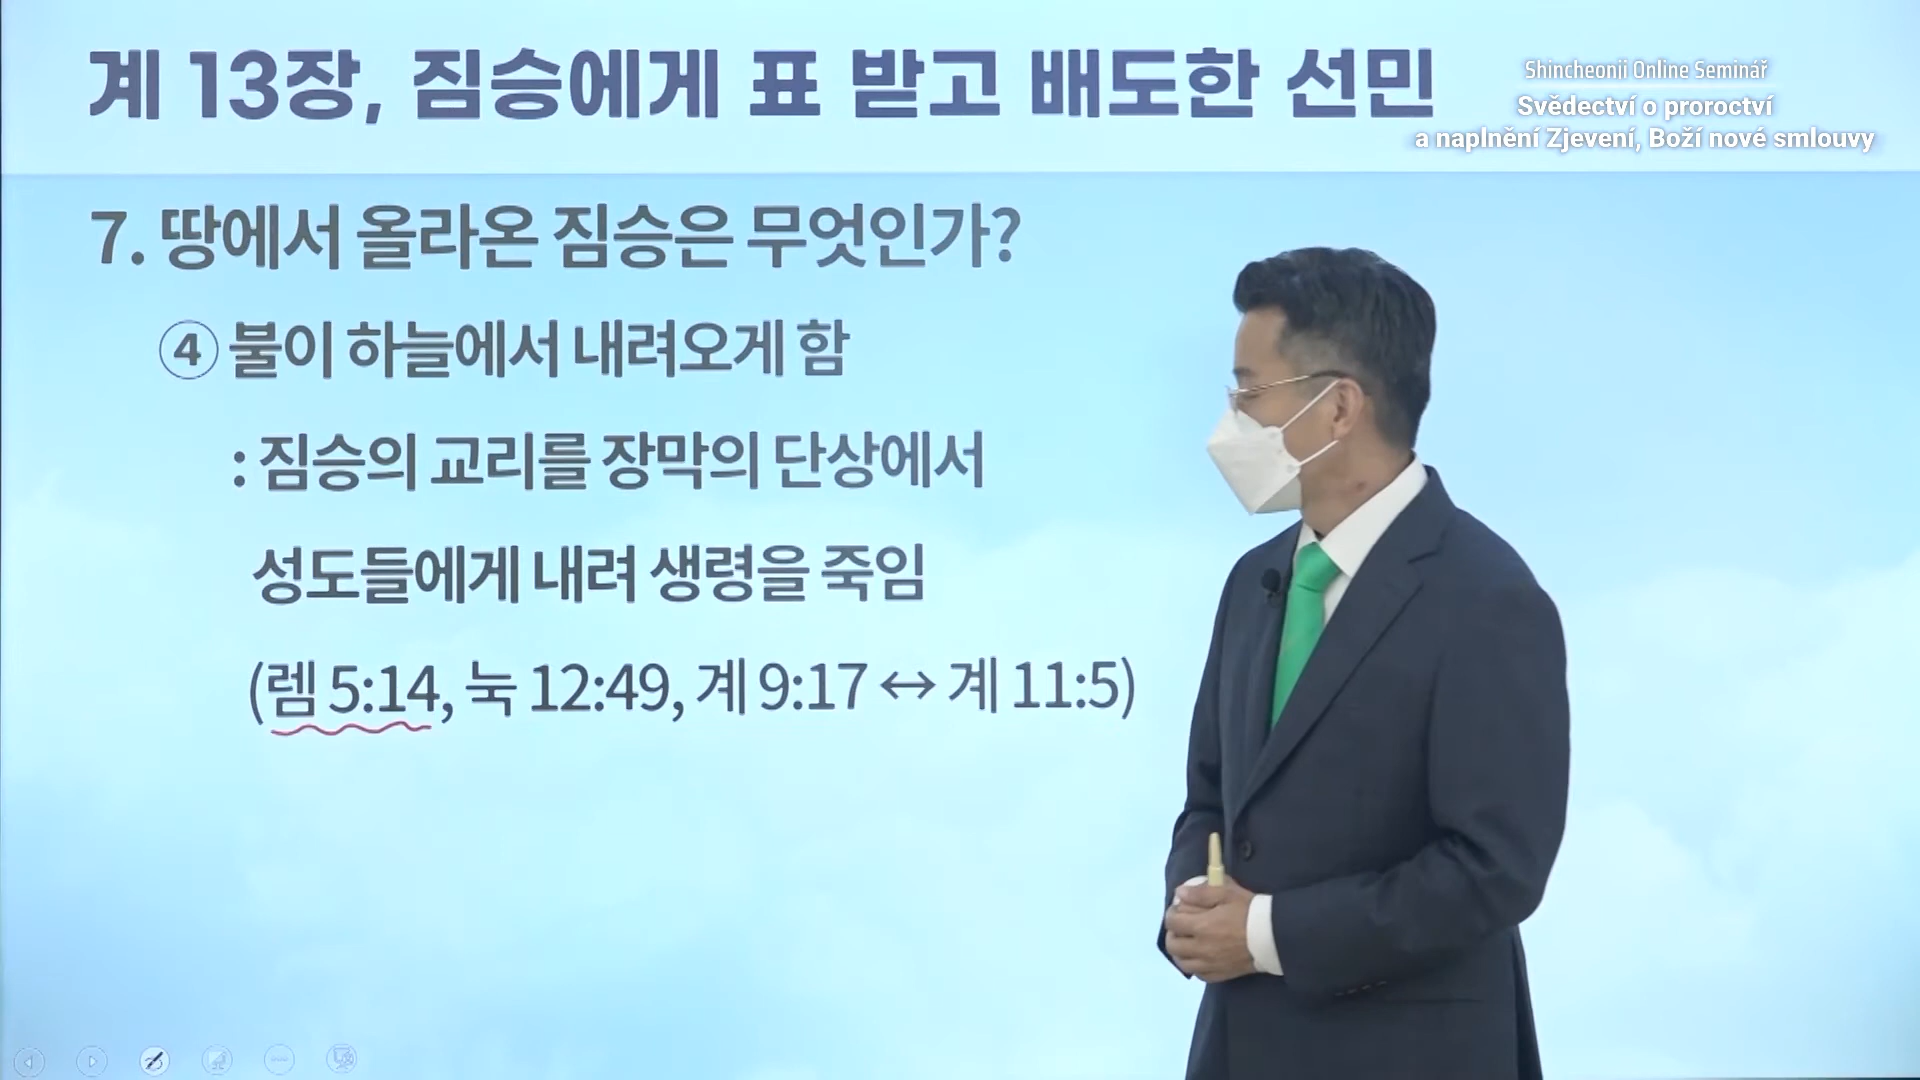 계 13장, 짐승에게 표 받고 배도한 선민
Shincheonji Online Seminář
Svědectví o proroctví
a naplnění Zjevení, Boží nové smlouvy
7. 땅에서 올라온 짐승은 무엇인가?
④ 불이 하늘에서 내려오게 함
: 짐승의 교리를 장막의 단상에서
성도들에게 내려 생령을 죽임
(렘 5:14, 눅 12:49, 계 9:17 ↔ 계 11:5)